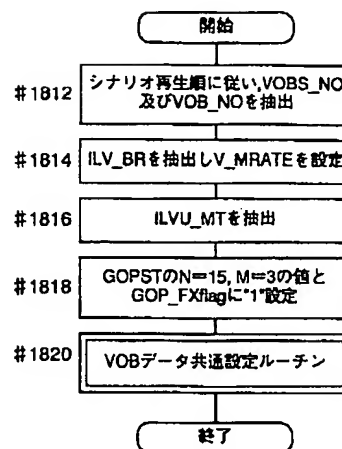 開始
#1812
シナリオ再生順に従い,VOBS_NO
及びVOB_NOを抽出
#1814
ILV_BRを抽出しV_MRATEを設定
#1816
ILVU_MTを抽出
#1818
GOPSTのN=15, M=3の値と
GOP_FXflagに"1"設定
#1820
VOBデータ共通設定ルーチン
終了